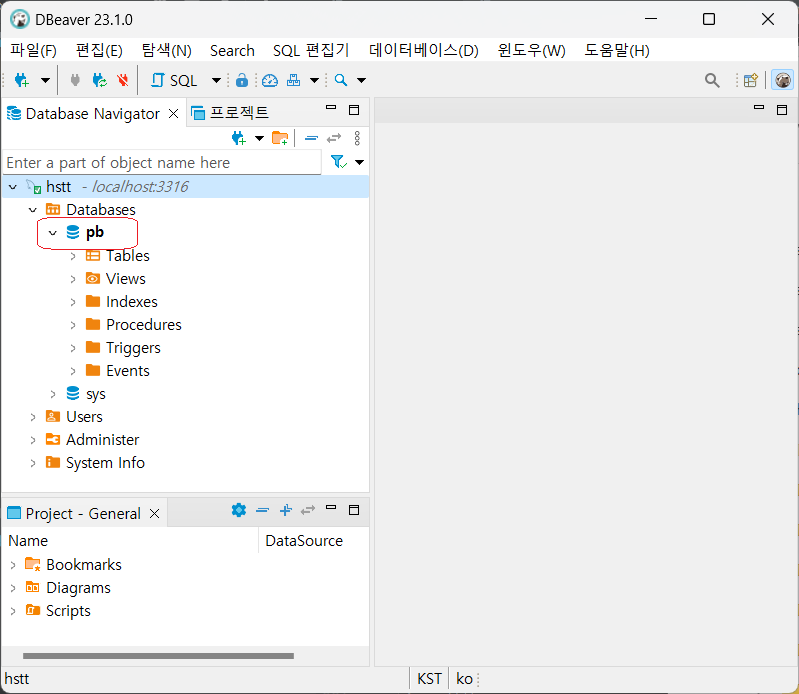 DBeaver 23.1.0
파일(F) 편집(E) 탐색(N) Search SQL 편집기 데이터베이스(D) 윈도우(W) 도움말(H)
SQL
Database Navigator 프로젝트
Enter a part of object name here
hstt - localhost:3316
Databases
pb
Tables
Views
Indexes
Procedures
Triggers
Events
sys
Users
Administer
System Info
Project - General
Name DataSource
Bookmarks
Diagrams
Scripts
hstt KST ko